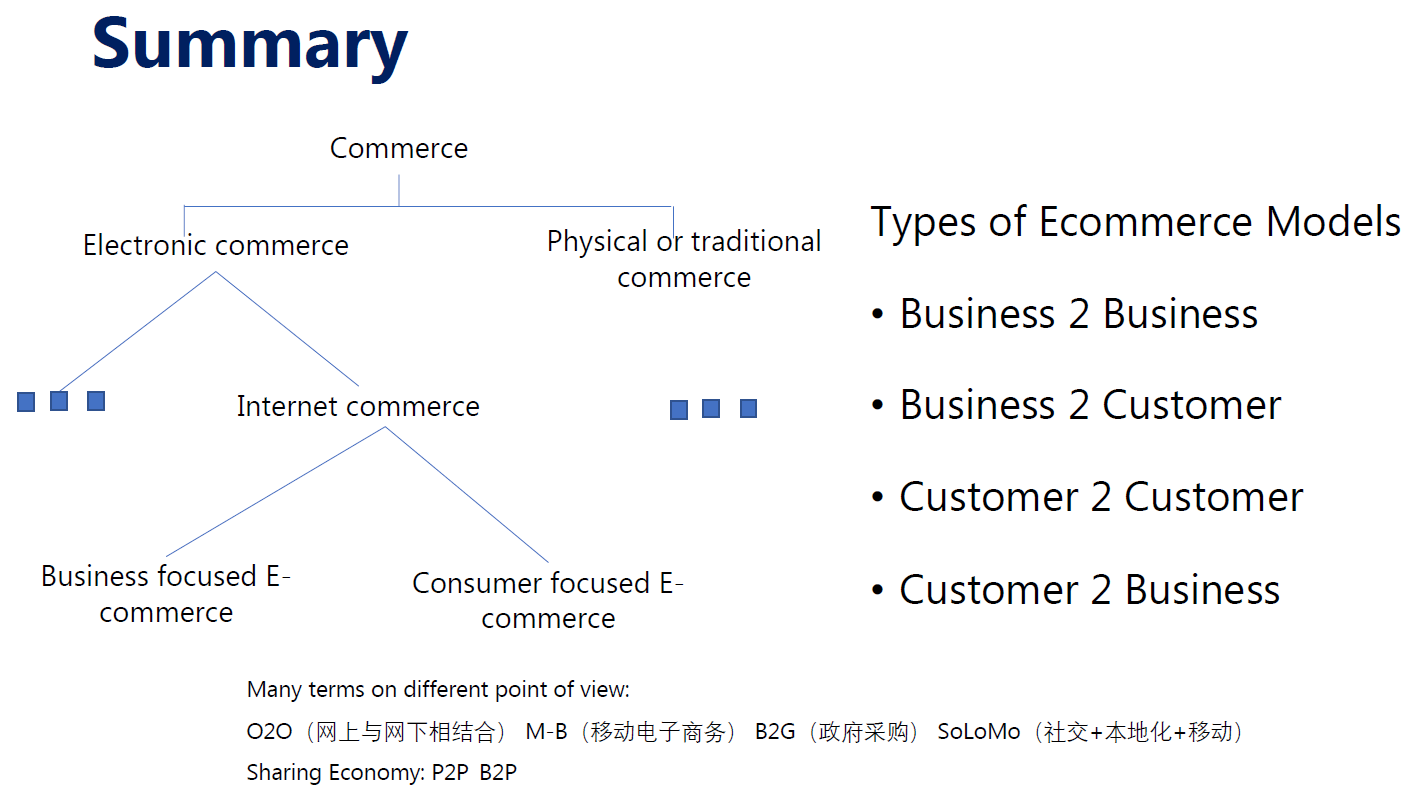 Summary
Commerce
Electronic commerce
Physical or traditional
commerce
Internet commerce
Business focused E-
commerce
Consumer focused E-
commerce
Types of Ecommerce Models
• Business 2 Business
• Business 2 Customer
• Customer 2 Customer
• Customer 2 Business
Many terms on different point of view:
O2O（网上与网下相结合） M-B（移动电子商务） B2G（政府采购） SoLoMo（社交+本地化+移动）
Sharing Economy: P2P B2P